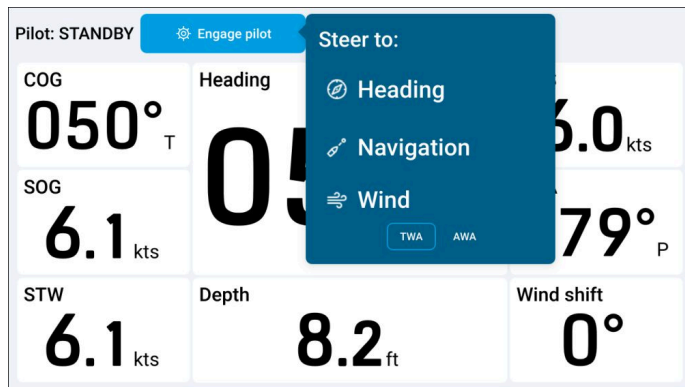 Pilot: STANDBY
Engage pilot
Steer to:
Heading
Navigation
Wind
TWA AWA
COG
050° T
Heading
6.0 kts
SOG
6.1 kts
79° P
STW
6.1 kts
Depth
8.2 ft
Wind shift
0°